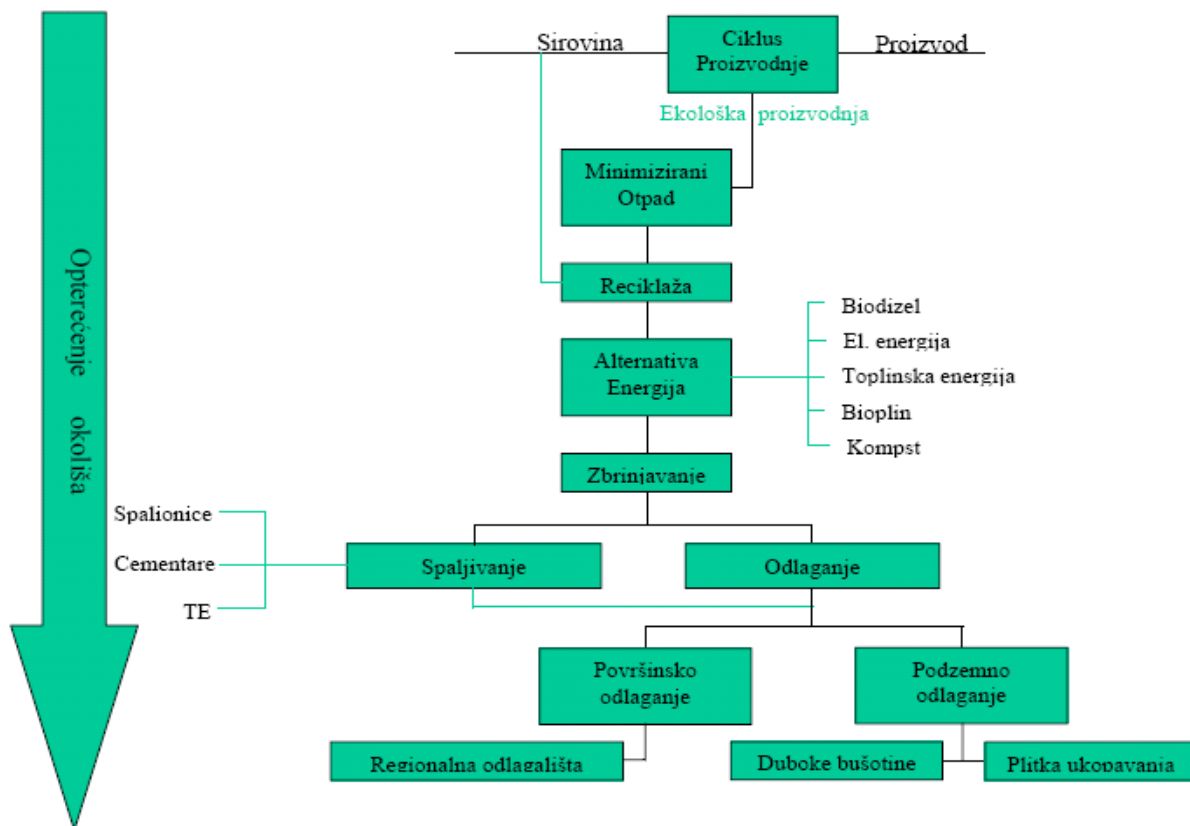 Sirovina
Ciklus
Proizvodnje
Proizvod
Ekološka proizvodnja
Minimizirani
Otpad
Reciklaža
Alternativa
Energija
Biodizel
El. energija
Toplinska energija
Bioplin
Kompst
Zbrinjavanje
Opterećenje okoliša
Spalionice
Cementare
TE
Spaljivanje
Odlaganje
Površinsko
odlaganje
Podzemno
odlaganje
Regionalna odlagališta
Duboke bušotine
Plitka ukopavanja